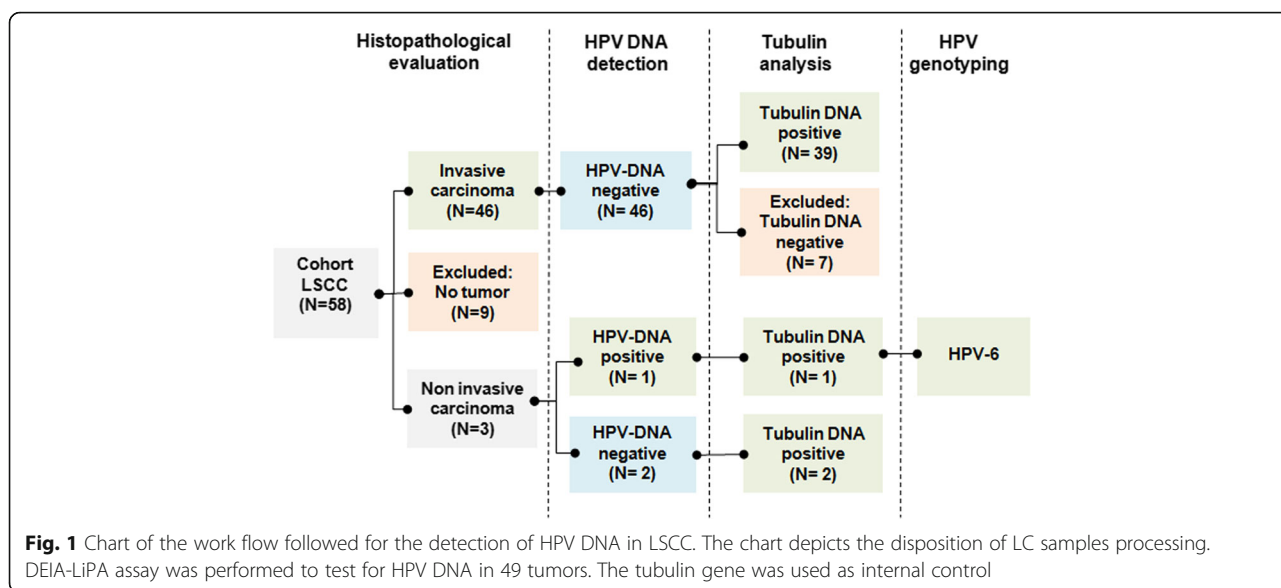 Histopathological
evaluation
HPV DNA
detection
Tubulin
analysis
HPV
genotyping
Cohort
LSCC
(N=58)
Invasive
carcinoma
(N=46)
Excluded:
No tumor
(N=9)
Non invasive
carcinoma
(N=3)
HPV-DNA
negative
(N= 46)
HPV-DNA
positive
(N= 1)
HPV-DNA
negative
(N= 2)
Tubulin DNA
positive
(N= 39)
Excluded:
Tubulin DNA
negative
(N= 7)
Tubulin DNA
positive
(N= 1)
Tubulin DNA
positive
(N= 2)
HPV-6
Fig. 1 Chart of the work flow followed for the detection of HPV DNA in LSCC. The chart depicts the disposition of LC samples processing.
DEIA-LiPA assay was performed to test for HPV DNA in 49 tumors. The tubulin gene was used as internal control